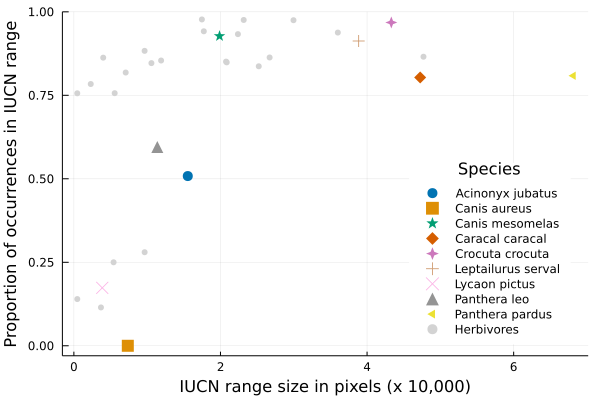 1.00
0.75
0.50
0.25
0.00
Proportion of occurrences in IUCN range
0
2
4
6
IUCN range size in pixels (x 10,000)
Species
Acinonyx jubatus
Canis aureus
Canis mesomelas
Caracal caracal
Crocuta crocuta
Leptailurus serval
Lycaon pictus
Panthera leo
Panthera pardus
Herbivores